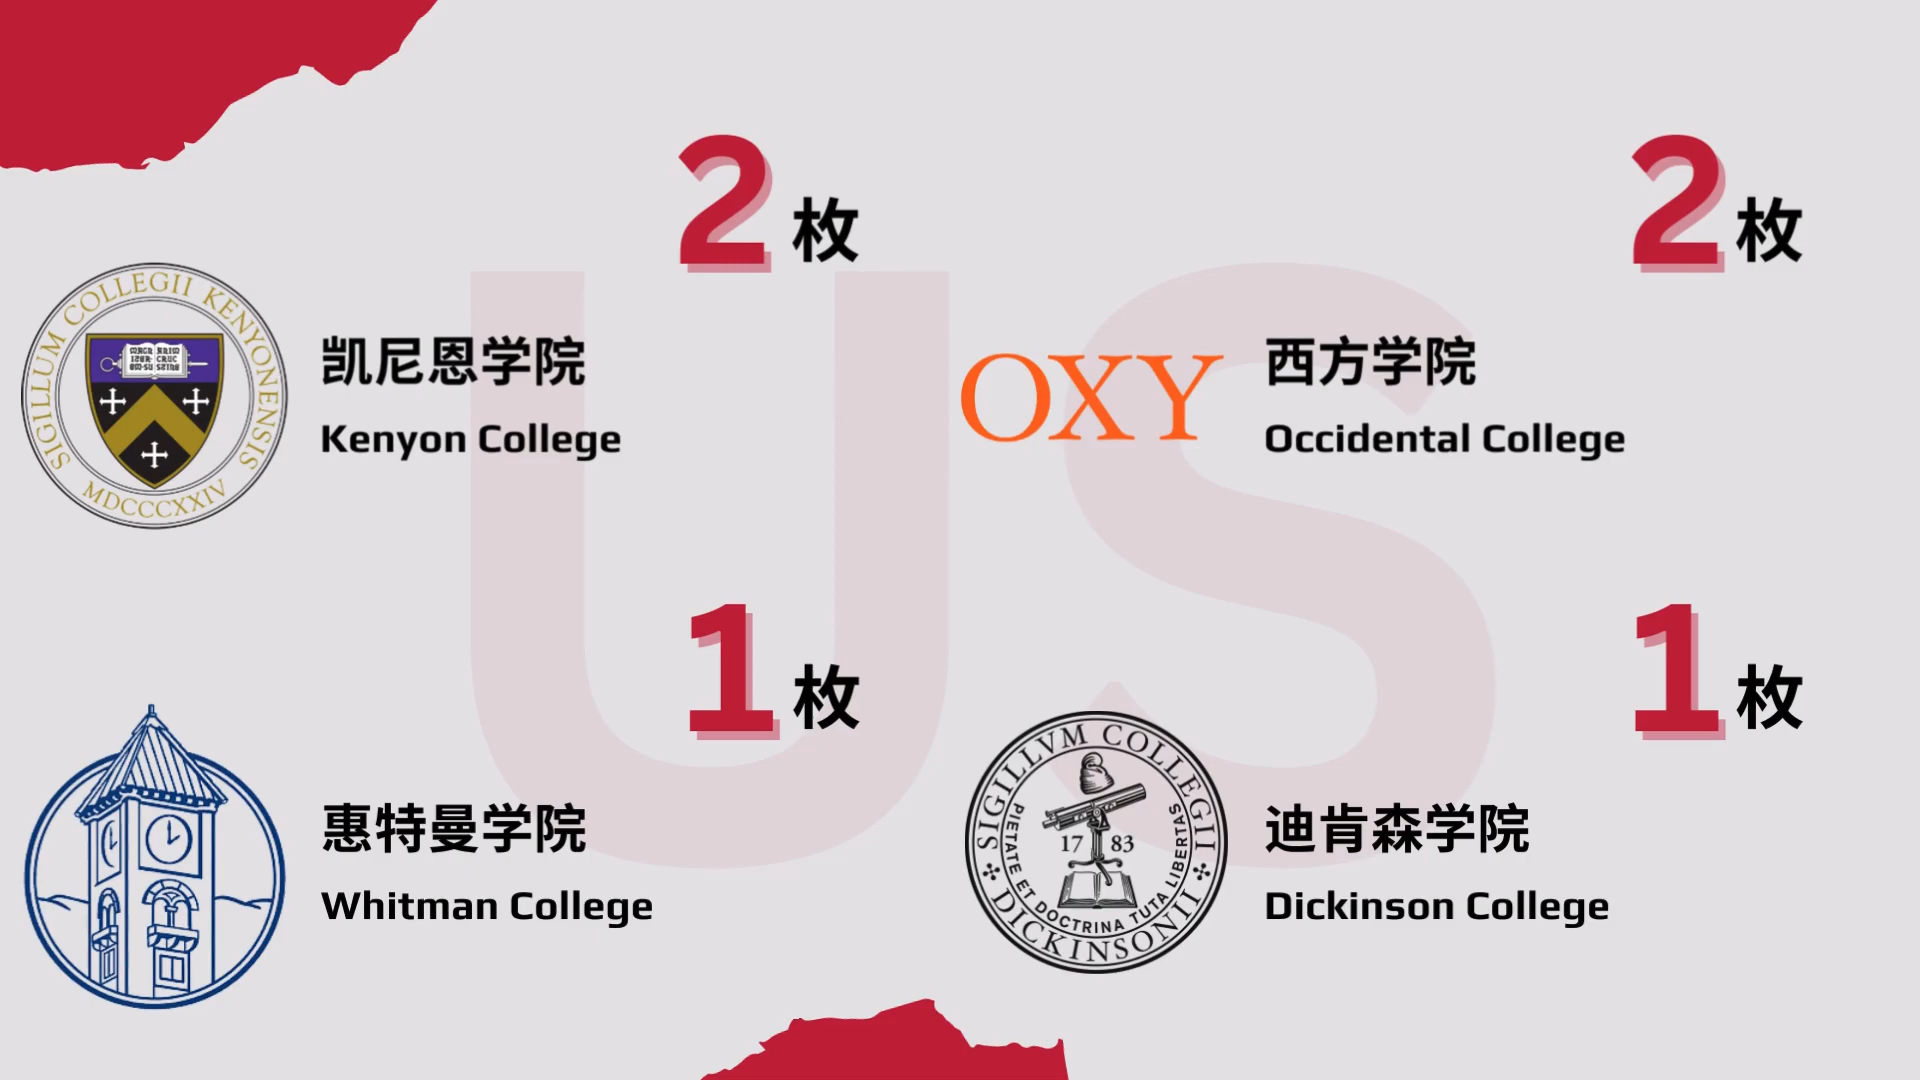 2 枚
SIGILLUM COLLEGII KENYONENSIS
MDCCCXXIV
凯尼恩学院
Kenyon College
2 枚
OXY
西方学院
Occidental College
1 枚
惠特曼学院
Whitman College
1 枚
SIGILLVM COLLEGII DICKINSONII
PIETATE ET DOCTRINA TUTA LIBERTAS
17 83
迪肯森学院
Dickinson College
US